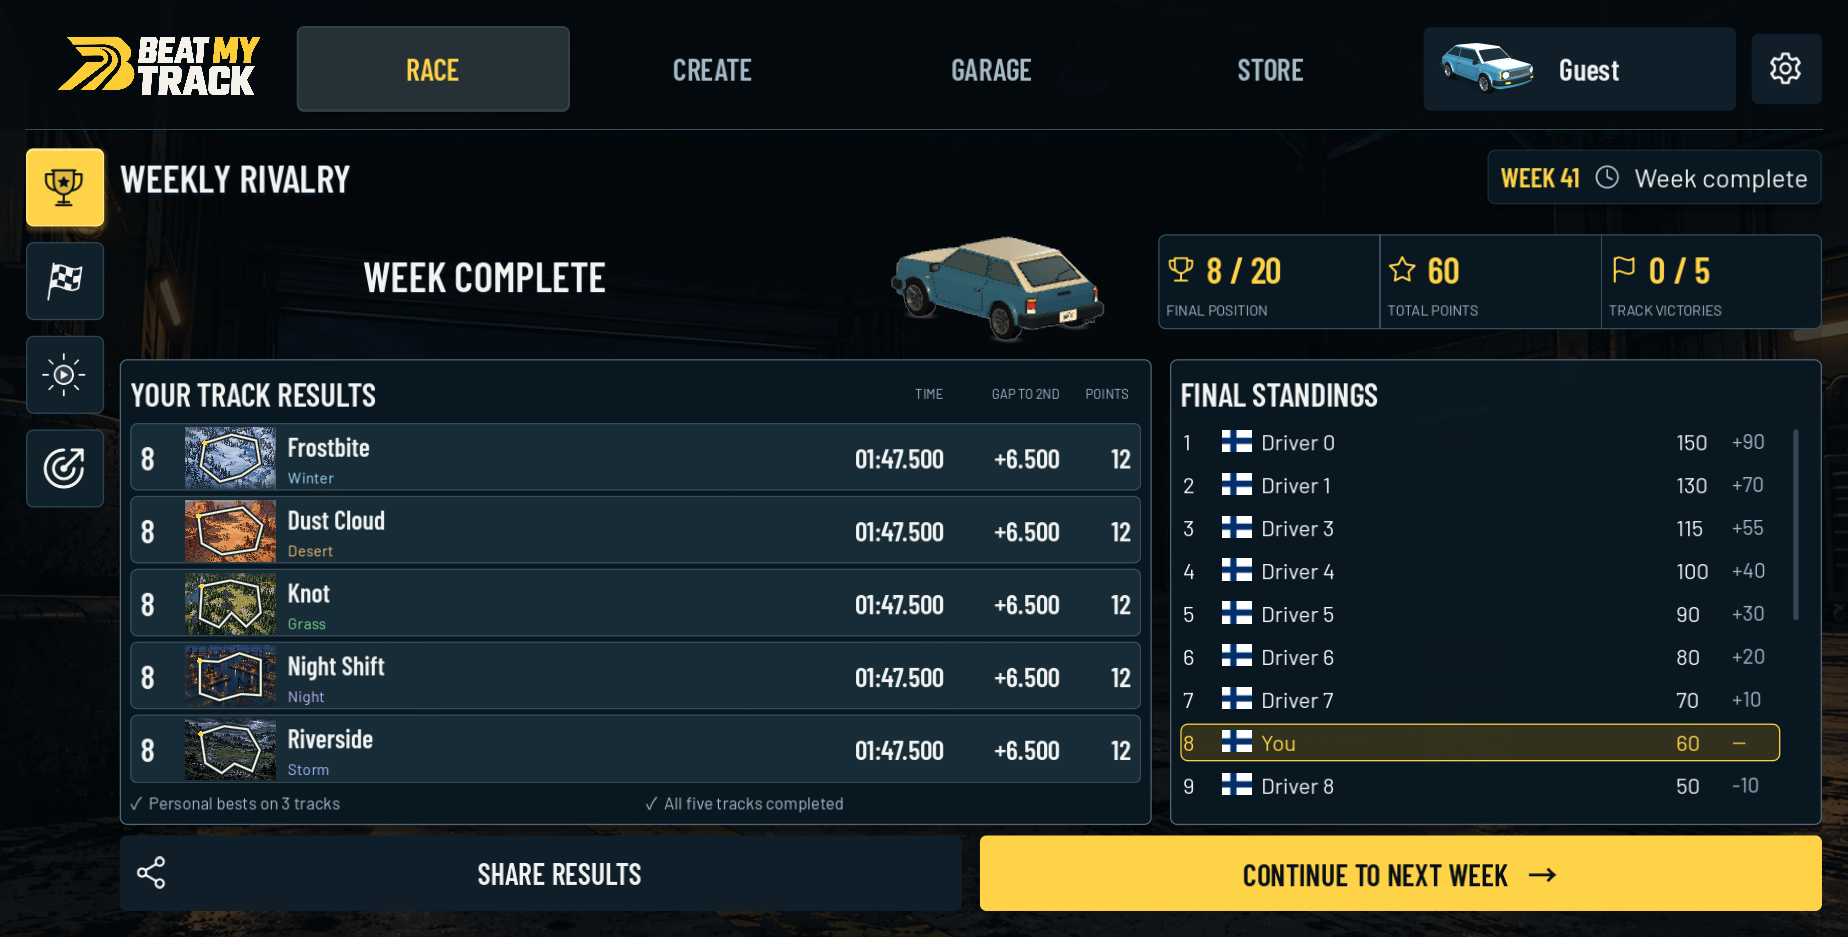 BEAT MY
TRACK
RACE
CREATE
GARAGE
STORE
Guest
WEEKLY RIVALRY
WEEK 41 Week complete
WEEK COMPLETE
8 / 20
FINAL POSITION
60
TOTAL POINTS
0 / 5
TRACK VICTORIES
YOUR TRACK RESULTS TIME GAP TO 2ND POINTS
8 Frostbite 01:47.500 +6.500 12
Winter
8 Dust Cloud 01:47.500 +6.500 12
Desert
8 Knot 01:47.500 +6.500 12
Grass
8 Night Shift 01:47.500 +6.500 12
Night
8 Riverside 01:47.500 +6.500 12
Storm
✓ Personal bests on 3 tracks
✓ All five tracks completed
FINAL STANDINGS
1 Driver 0 150 +90
2 Driver 1 130 +70
3 Driver 3 115 +55
4 Driver 4 100 +40
5 Driver 5 90 +30
6 Driver 6 80 +20
7 Driver 7 70 +10
8 You 60 –
9 Driver 8 50 -10
SHARE RESULTS
CONTINUE TO NEXT WEEK →